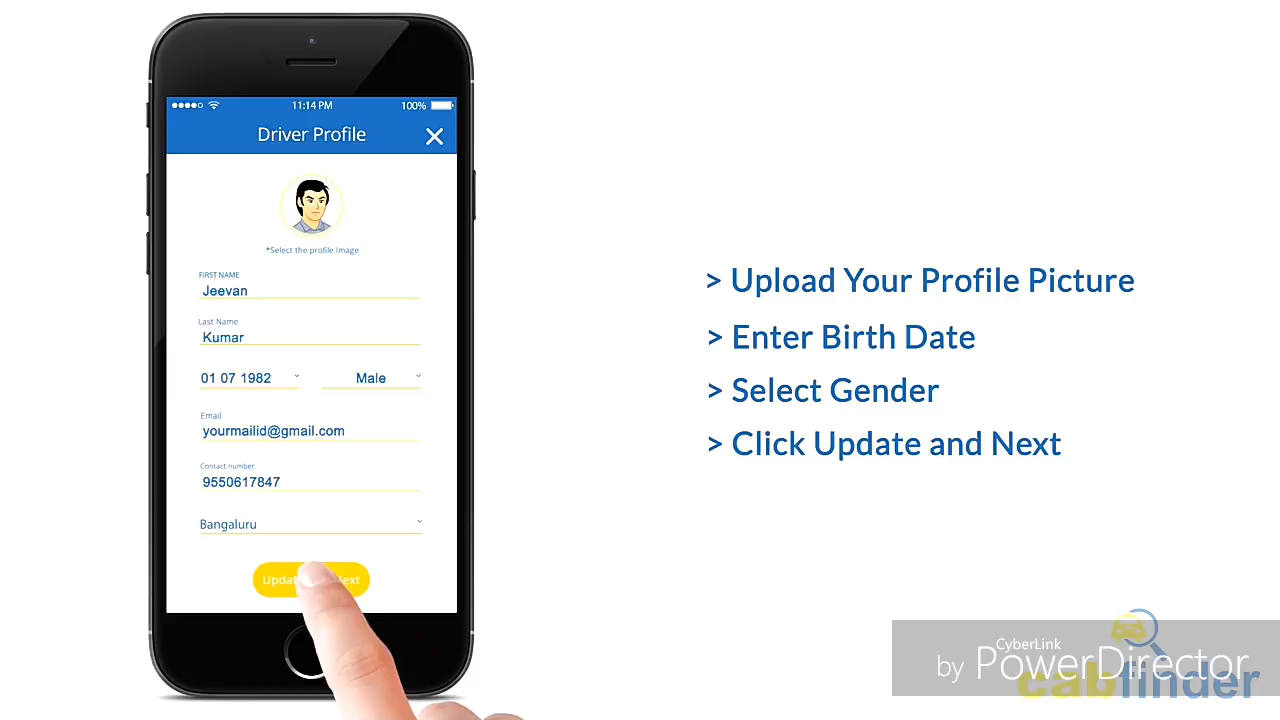 11:14 PM
100%
Driver Profile
*Select the profile Image
FIRST NAME
Jeevan
Last Name
Kumar
01 07 1982
Male
Email
yourmailid@gmail.com
Contact number
9550617847
Bangaluru
> Upload Your Profile Picture
> Enter Birth Date
> Select Gender
> Click Update and Next
CyberLink
by PowerDirector
cabfinder